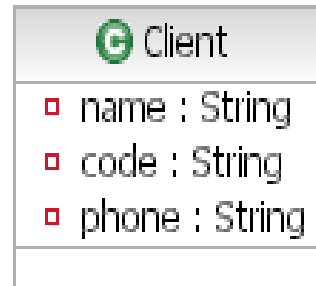 C Client
name : String
code : String
phone : String